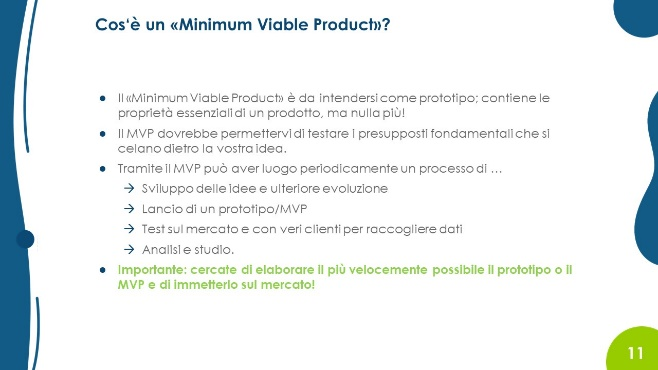 Cos‘è un «Minimum Viable Product»?
● Il «Minimum Viable Product» è da intendersi come prototipo; contiene le
proprietà essenziali di un prodotto, ma nulla più!
● Il MVP dovrebbe permettervi di testare i presupposti fondamentali che si
celano dietro la vostra idea.
● Tramite il MVP può aver luogo periodicamente un processo di …
→ Sviluppo delle idee e ulteriore evoluzione
→ Lancio di un prototipo/MVP
→ Test sul mercato e con veri clienti per raccogliere dati
→ Analisi e studio.
● Importante: cercate di elaborare il più velocemente possibile il prototipo o il
MVP e di immetterlo sul mercato!
11